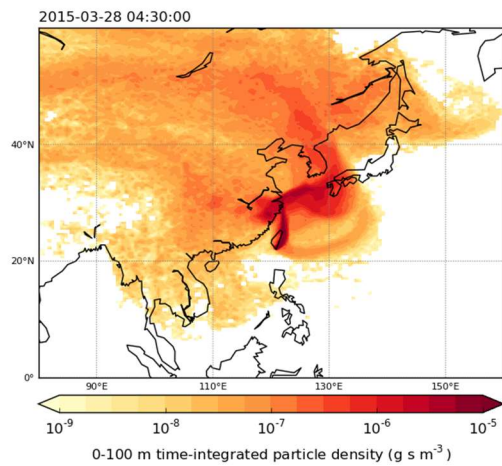 2015-03-28 04:30:00
40°N
20°N
0°
90°E 110°E 130°E 150°E
10⁻⁹ 10⁻⁸ 10⁻⁷ 10⁻⁶ 10⁻⁵
0-100 m time-integrated particle density (g s m⁻³)